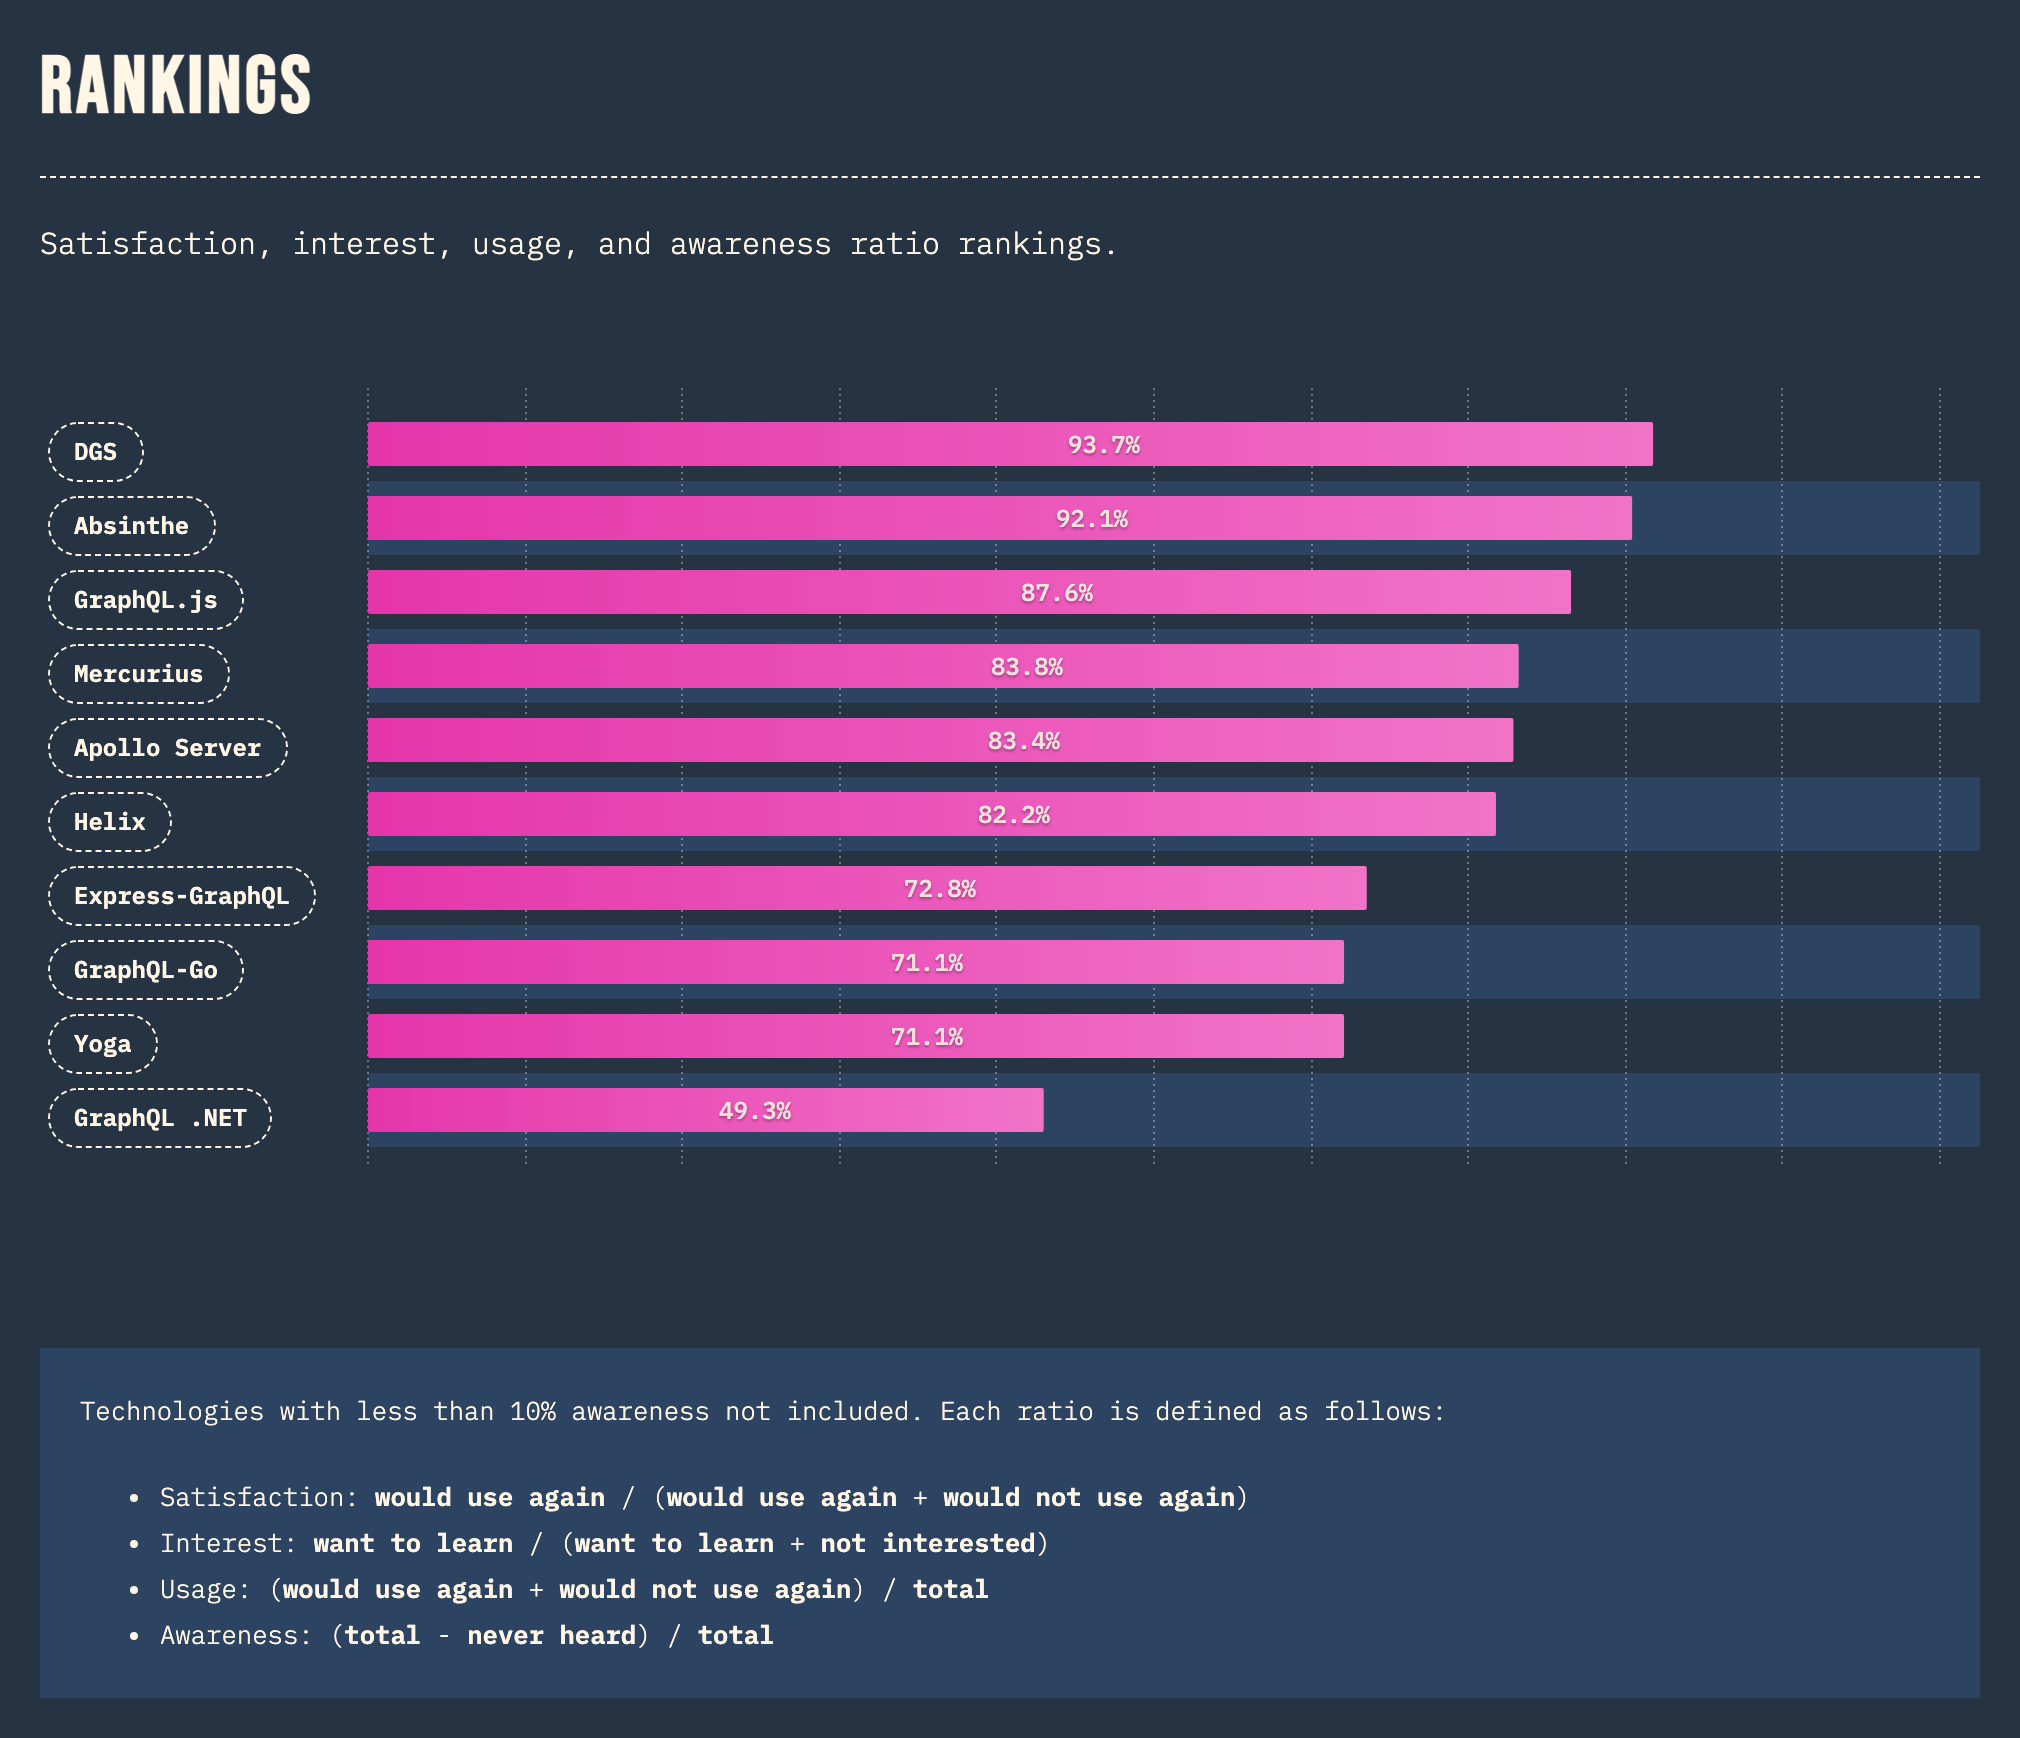 RANKINGS
Satisfaction, interest, usage, and awareness ratio rankings.
DGS 93.7%
Absinthe 92.1%
GraphQL.js 87.6%
Mercurius 83.8%
Apollo Server 83.4%
Helix 82.2%
Express-GraphQL 72.8%
GraphQL-Go 71.1%
Yoga 71.1%
GraphQL .NET 49.3%
Technologies with less than 10% awareness not included. Each ratio is defined as follows:
• Satisfaction: would use again / (would use again + would not use again)
• Interest: want to learn / (want to learn + not interested)
• Usage: (would use again + would not use again) / total
• Awareness: (total - never heard) / total